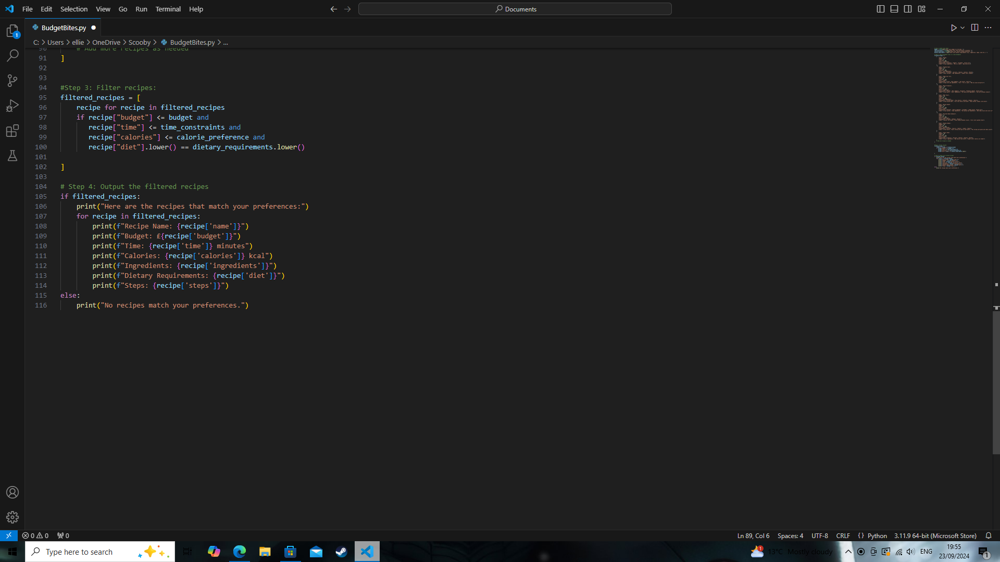 File Edit Selection View Go Run Terminal Help
Documents
BudgetBites.py
C: > Users > ellie > OneDrive > Scooby > BudgetBites.py > ...
90 # Add more recipes as needed
91 ]
92
93
94 #Step 3: Filter recipes:
95 filtered_recipes = [
96 recipe for recipe in filtered_recipes
97 if recipe["budget"] <= budget and
98 recipe["time"] <= time_constraints and
99 recipe["calories"] <= calorie_preference and
100 recipe["diet"].lower() == dietary_requirements.lower()
101
102 ]
103
104 # Step 4: Output the filtered recipes
105 if filtered_recipes:
106 print("Here are the recipes that match your preferences:")
107 for recipe in filtered_recipes:
108 print(f"Recipe Name: {recipe['name']}")
109 print(f"Budget: £{recipe['budget']}")
110 print(f"Time: {recipe['time']} minutes")
111 print(f"Calories: {recipe['calories']} kcal")
112 print(f"Ingredients: {recipe['ingredients']}")
113 print(f"Dietary Requirements: {recipe['diet']}")
114 print(f"Steps: {recipe['steps']}")
115 else:
116 print("No recipes match your preferences.")
1
0 0 0
Ln 89, Col 6 Spaces: 4 UTF-8 CRLF {} Python 3.11.9 64-bit (Microsoft Store)
Type here to search
1 13°C Mostly cloudy ENG
19:55
23/09/2024
1